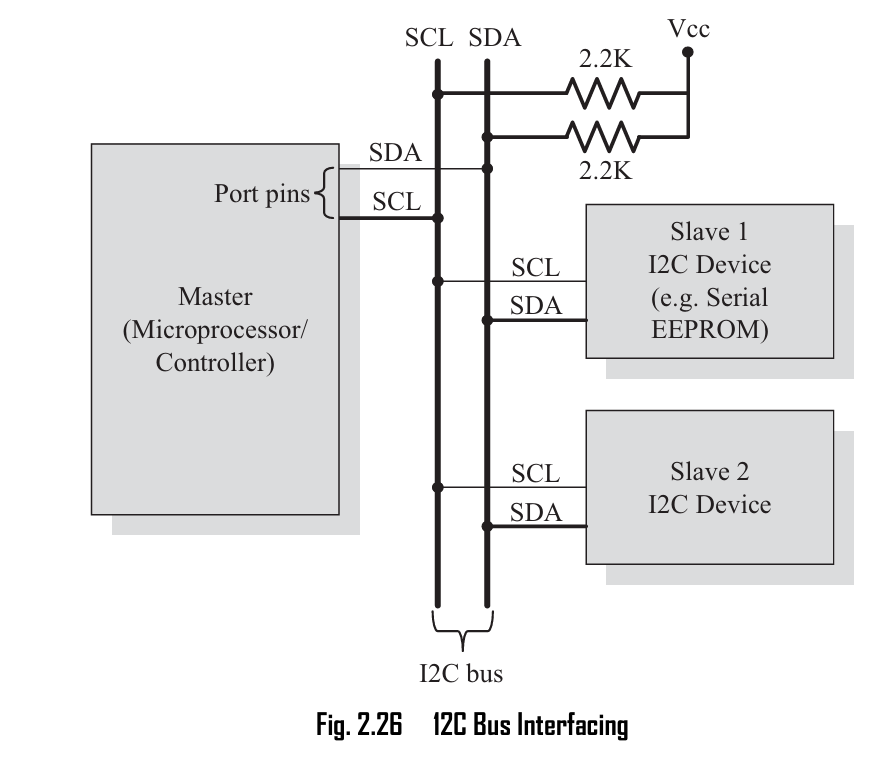 SCL SDA
Vcc
2.2K
2.2K
SDA
Port pins
SCL
Master
(Microprocessor/
Controller)
SCL
SDA
Slave 1
I2C Device
(e.g. Serial
EEPROM)
SCL
SDA
Slave 2
I2C Device
I2C bus
Fig. 2.26 12C Bus Interfacing